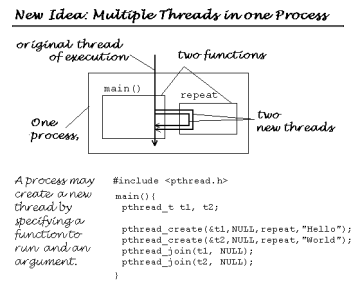 New Idea: Multiple Threads in one Process
original thread
of execution
two functions
main()
repeat
One
process,
two
new threads
A process may
create a new
thread by
specifying a
function to
run and an
argument.
#include <pthread.h>
main(){
pthread_t t1, t2;
pthread_create(&t1,NULL,repeat,"Hello");
pthread_create(&t2,NULL,repeat,"World");
pthread_join(t1, NULL);
pthread_join(t2, NULL);
}